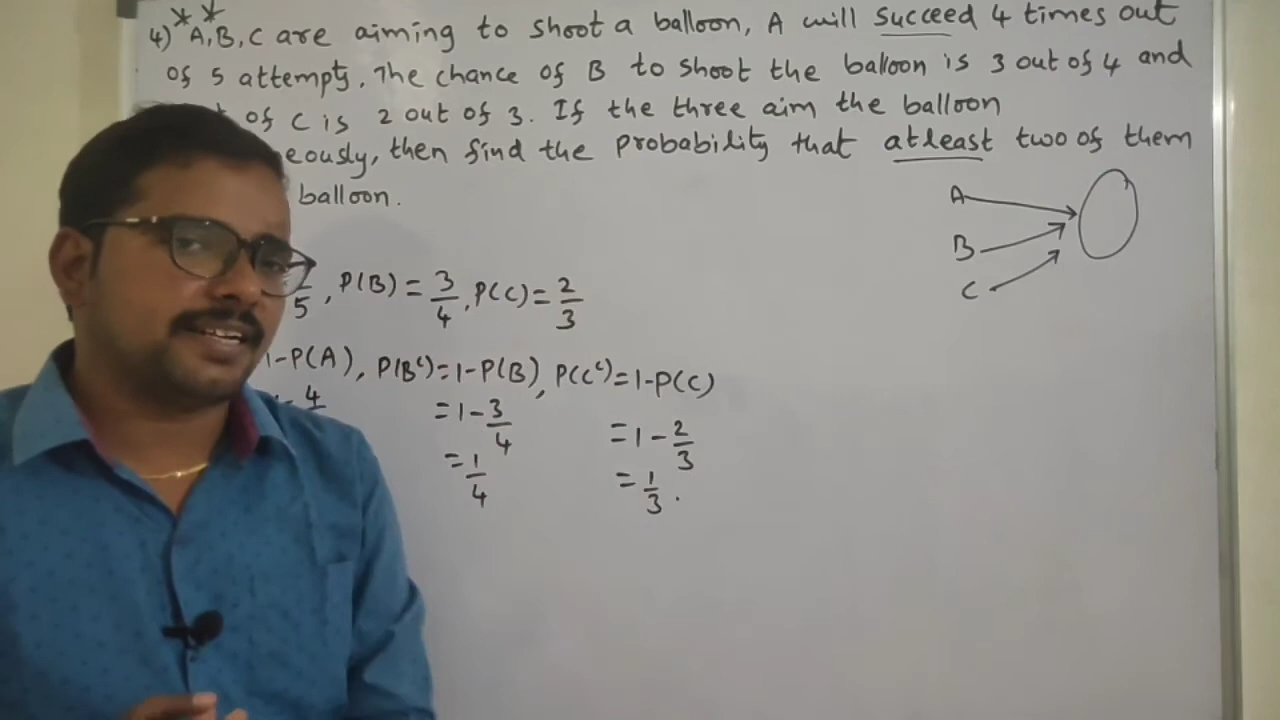 4)** A, B, C are aiming to shoot a balloon, A will succeed 4 times out
of 5 attempts. The chance of B to shoot the balloon is 3 out of 4 and
of C is 2 out of 3. If the three aim the balloon
eously, then find the probability that atleast two of them
balloon.
A
B
C
5, P(B) = 3/4, P(C) = 2/3
1-P(A), P(Bᶜ)=1-P(B), P(Cᶜ)=1-P(C)
- 4 =1-3/4 =1-2/3
=1/4 =1/3.